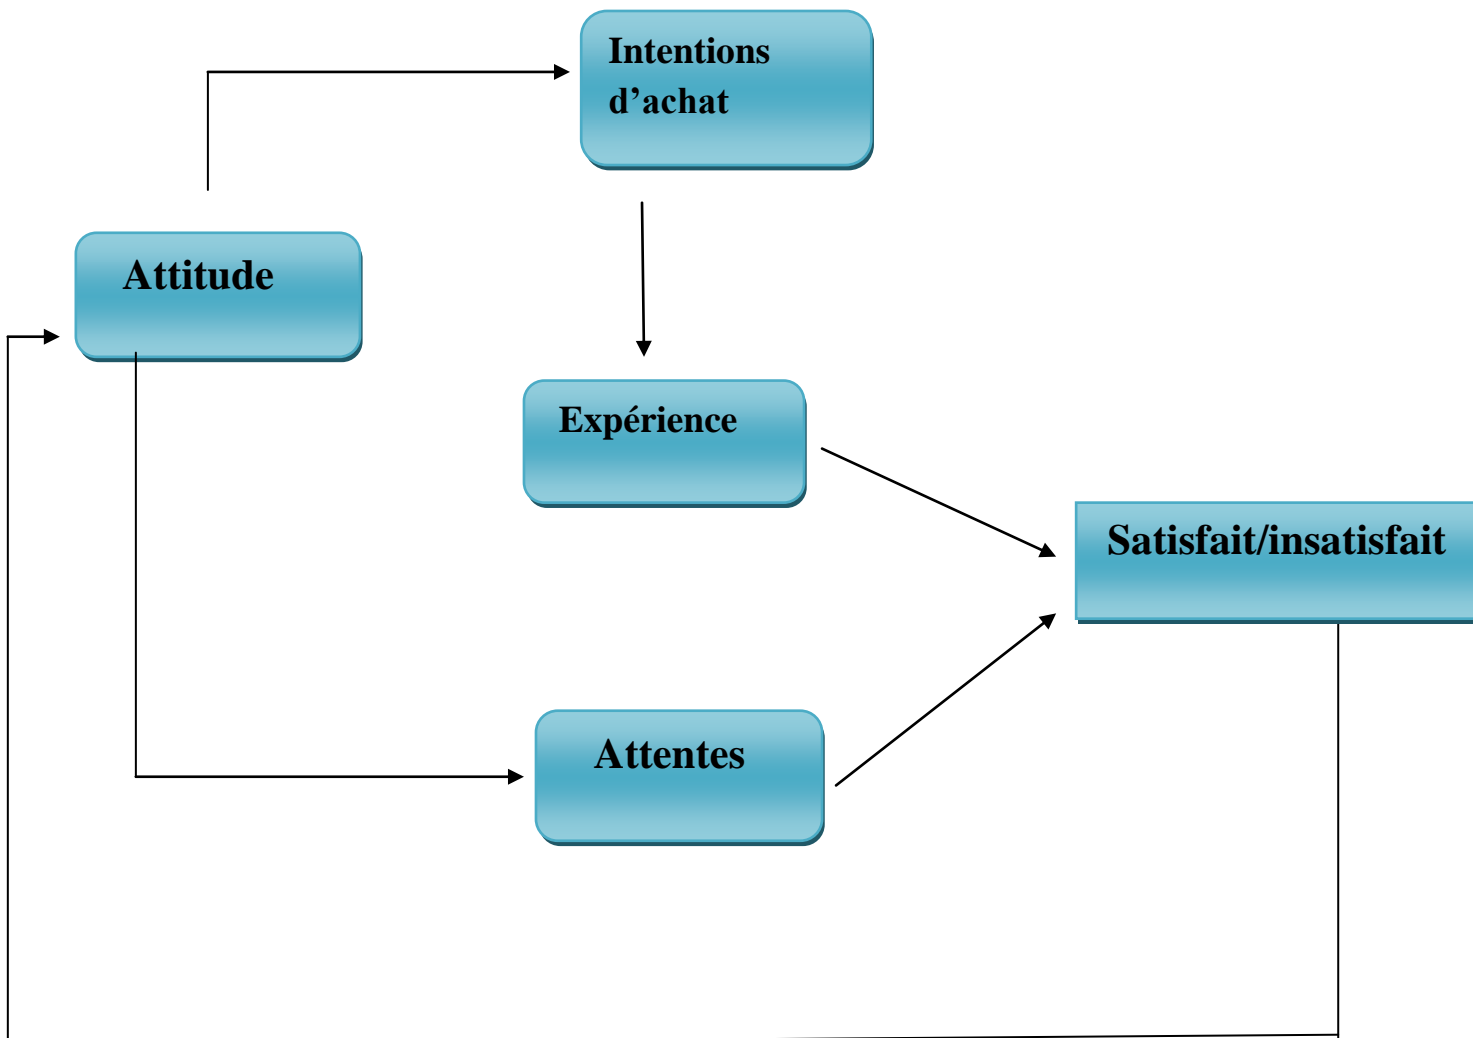 Intentions
d’achat
Attitude
Expérience
Satisfait/insatisfait
Attentes